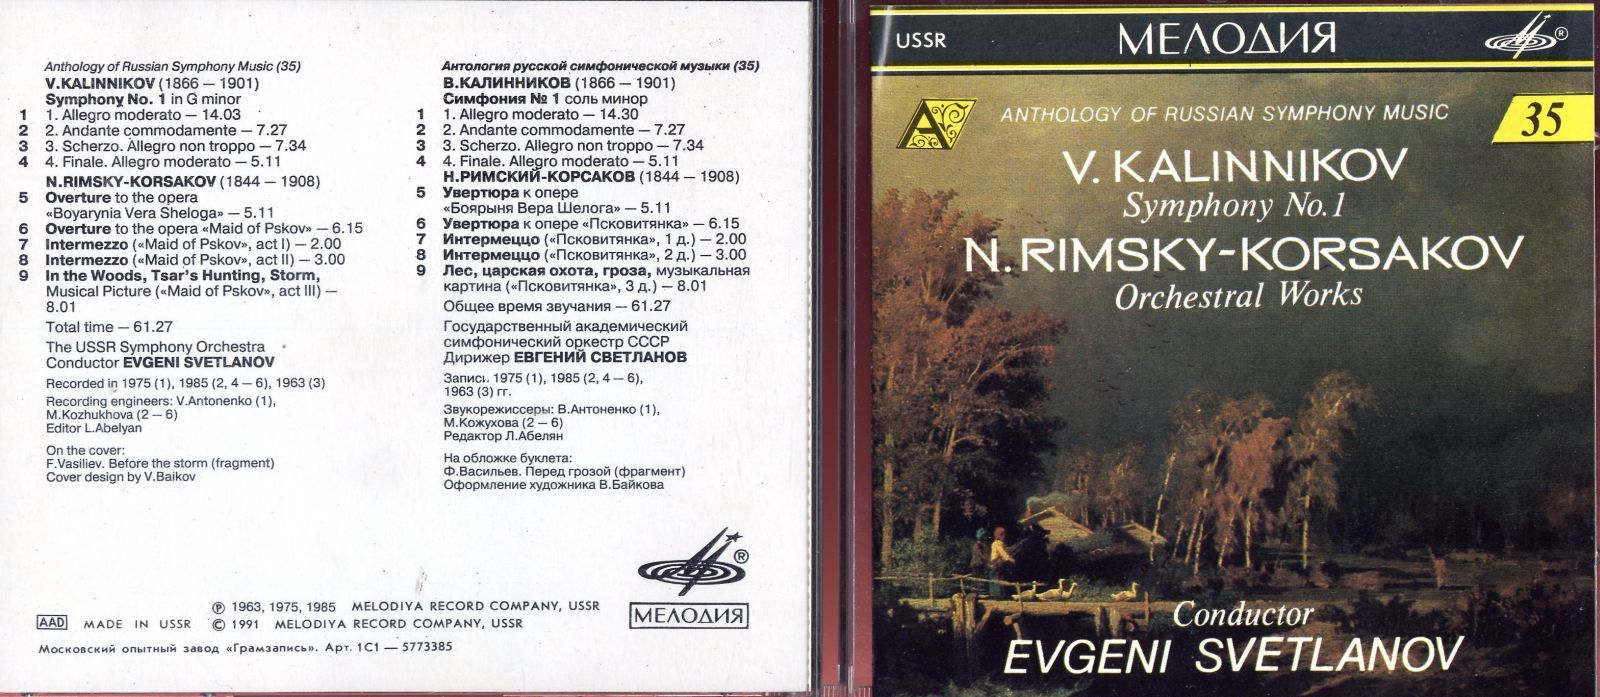 Anthology of Russian Symphony Music (35)
V.KALINNIKOV (1866 — 1901)
Symphony No. 1 in G minor
1 1. Allegro moderato — 14.03
2 2. Andante commodamente — 7.27
3 3. Scherzo. Allegro non troppo — 7.34
4 4. Finale. Allegro moderato — 5.11
N.RIMSKY-KORSAKOV (1844 — 1908)
5 Overture to the opera
«Boyarynia Vera Sheloga» — 5.11
6 Overture to the opera «Maid of Pskov» — 6.15
7 Intermezzo («Maid of Pskov», act I) — 2.00
8 Intermezzo («Maid of Pskov», act II) — 3.00
9 In the Woods, Tsar's Hunting, Storm,
Musical Picture («Maid of Pskov», act III) —
8.01
Total time — 61.27
The USSR Symphony Orchestra
Conductor EVGENI SVETLANOV
Recorded in 1975 (1), 1985 (2, 4 — 6), 1963 (3)
Recording engineers: V.Antonenko (1),
M.Kozhukhova (2 — 6)
Editor L.Abelyan
On the cover:
F.Vasiliev. Before the storm (fragment)
Cover design by V.Baikov
Антология русской симфонической музыки (35)
В.КАЛИННИКОВ (1866 — 1901)
Симфония № 1 соль минор
1 1. Allegro moderato — 14.30
2 2. Andante commodamente — 7.27
3 3. Scherzo. Allegro non troppo — 7.34
4 4. Finale. Allegro moderato — 5.11
Н.РИМСКИЙ-КОРСАКОВ (1844 — 1908)
5 Увертюра к опере
«Боярыня Вера Шелога» — 5.11
6 Увертюра к опере «Псковитянка» — 6.15
7 Интермеццо («Псковитянка», 1 д.) — 2.00
8 Интермеццо («Псковитянка», 2 д.) — 3.00
9 Лес, царская охота, гроза, музыкальная
картина («Псковитянка», 3 д.) — 8.01
Общее время звучания — 61.27
Государственный академический
симфонический оркестр СССР
Дирижер ЕВГЕНИЙ СВЕТЛАНОВ
Запись 1975 (1), 1985 (2, 4 — 6),
1963 (3) гг.
Звукорежиссеры: В.Антоненко (1),
М.Кожухова (2 — 6)
Редактор Л.Абелян
На обложке буклета:
Ф.Васильев. Перед грозой (фрагмент)
Оформление художника В.Байкова
®
МЕЛОДИЯ
℗ 1963, 1975, 1985 MELODIYA RECORD COMPANY, USSR
AAD MADE IN USSR © 1991 MELODIYA RECORD COMPANY, USSR
Московский опытный завод «Грамзапись». Арт. 1С1 — 5773385
USSR МЕЛОДИЯ ®
A ANTHOLOGY OF RUSSIAN SYMPHONY MUSIC 35
V. KALINNIKOV
Symphony No.1
N.RIMSKY-KORSAKOV
Orchestral Works
Conductor
EVGENI SVETLANOV